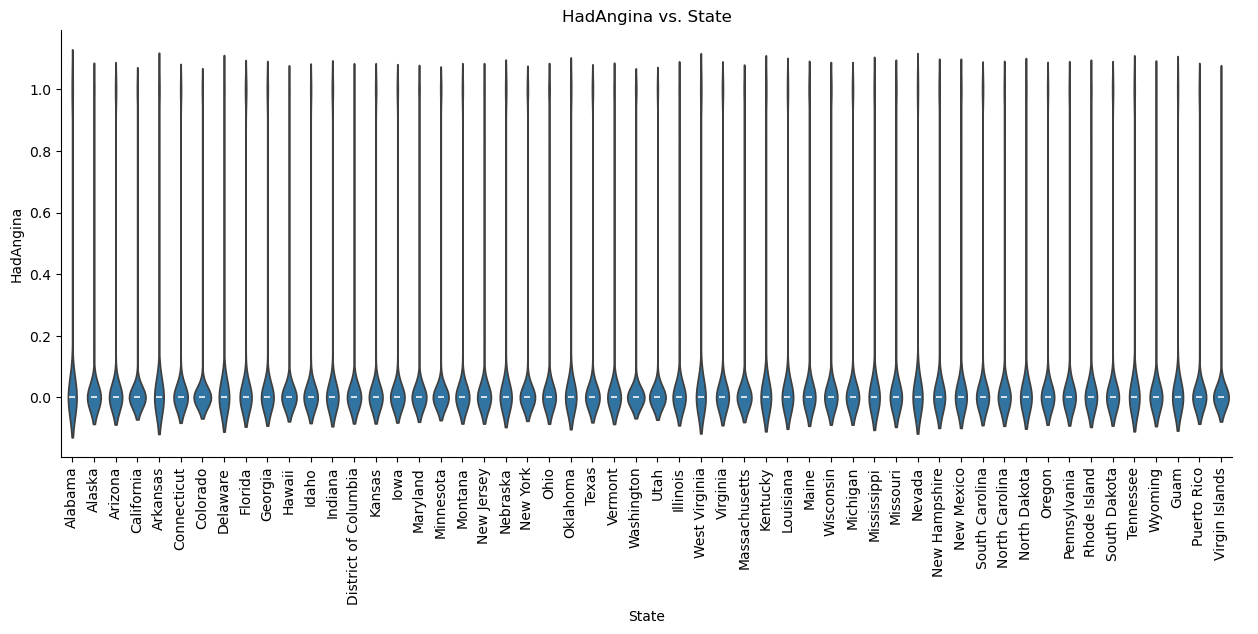 HadAngina vs. State
1.0
0.8
0.6
0.4
0.2
0.0
HadAngina
Alabama
Alaska
Arizona
California
Arkansas
Connecticut
Colorado
Delaware
Florida
Georgia
Hawaii
Idaho
Indiana
District of Columbia
Kansas
Iowa
Maryland
Minnesota
Montana
New Jersey
Nebraska
New York
Ohio
Oklahoma
Texas
Vermont
Washington
Utah
Illinois
West Virginia
Virginia
Massachusetts
Kentucky
Louisiana
Maine
Wisconsin
Michigan
Mississippi
Missouri
Nevada
New Hampshire
New Mexico
South Carolina
North Carolina
North Dakota
Oregon
Pennsylvania
Rhode Island
South Dakota
Tennessee
Wyoming
Guam
Puerto Rico
Virgin Islands
State